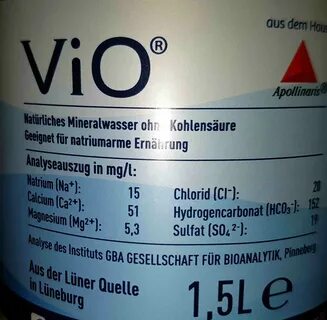 ViO®
aus dem Haus
Apollinaris®
Natürliches Mineralwasser ohne Kohlensäure
Geeignet für natriumarme Ernährung
Analyseauszug in mg/l:
Natrium (Na⁺): 15 Chlorid (Cl⁻): 20
Calcium (Ca²⁺): 51 Hydrogencarbonat (HCO₃⁻): 152
Magnesium (Mg²⁺): 5,3 Sulfat (SO₄²⁻): 19
Analyse des Instituts GBA GESELLSCHAFT FÜR BIOANALYTIK, Pinneberg
Aus der Lüner Quelle
in Lüneburg
1,5L e